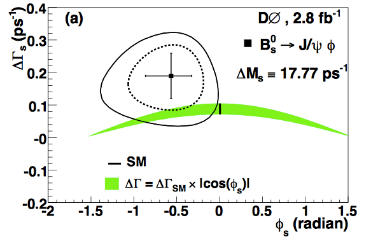 (a)
DØ , 2.8 fb⁻¹
B⁰ₛ → J/ψ ϕ
ΔMₛ ≡ 17.77 ps⁻¹
ΔΓₛ (ps⁻¹)
0.4
0.3
0.2
0.1
-0
-0.1
-0.2
SM
ΔΓ = ΔΓSM × |cos(ϕₛ)|
-2 -1.5 -1 -0.5 0 0.5 1 1.5
ϕₛ (radian)